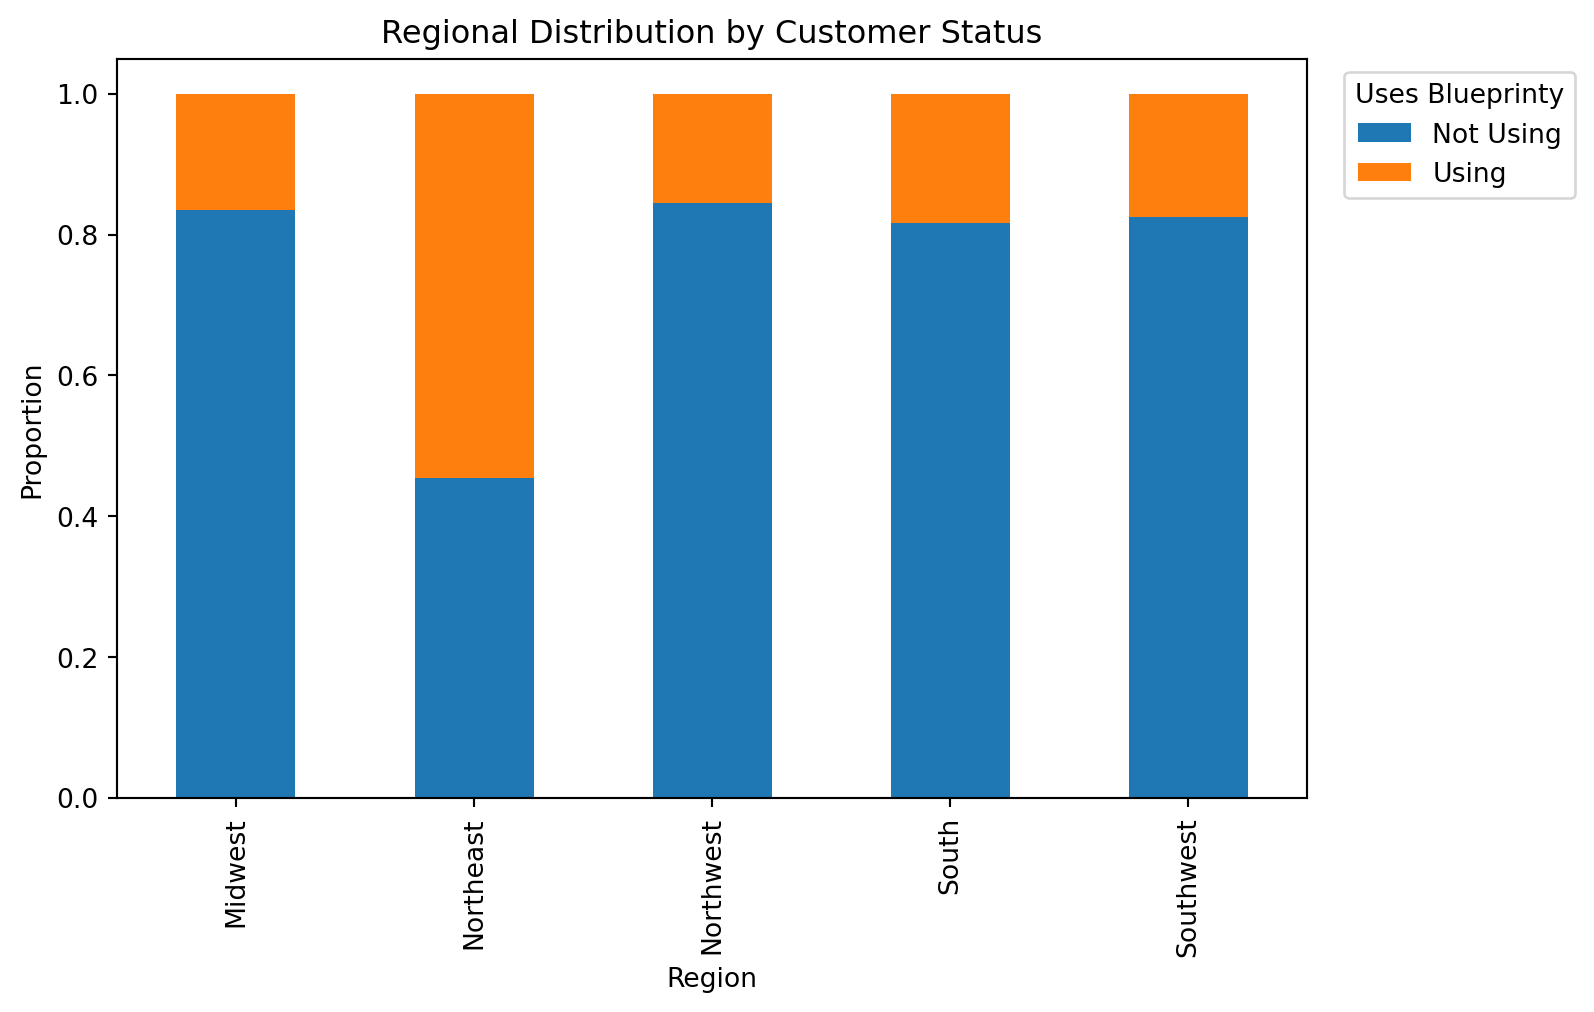 Regional Distribution by Customer Status
Uses Blueprinty
Not Using
Using
Proportion
1.0
0.8
0.6
0.4
0.2
0.0
Midwest
Northeast
Northwest
South
Southwest
Region